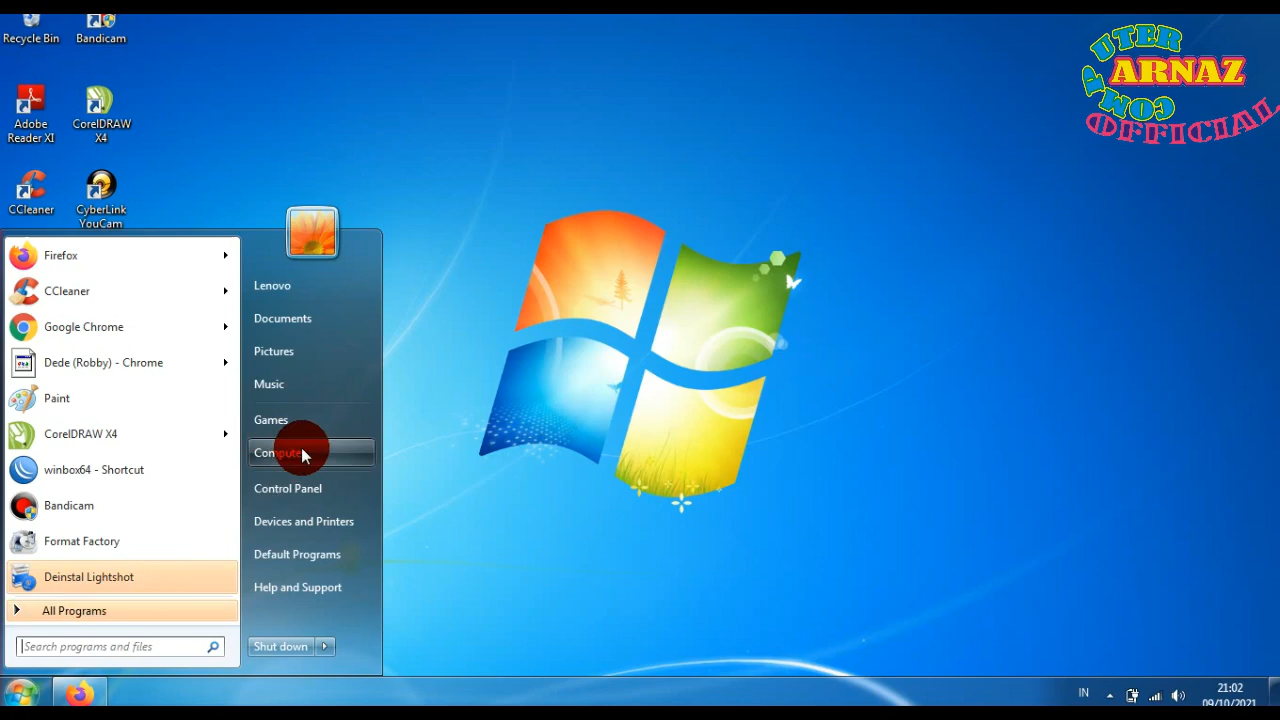 Recycle Bin
Bandicam
Adobe
Reader XI
CorelDRAW
X4
CCleaner
CyberLink
YouCam
UTER
ARNAZ
COMP
OFFICIAL
Firefox
CCleaner
Google Chrome
Dede (Robby) - Chrome
Paint
CorelDRAW X4
winbox64 - Shortcut
Bandicam
Format Factory
Deinstal Lightshot
All Programs
Search programs and files
Lenovo
Documents
Pictures
Music
Games
Computer
Control Panel
Devices and Printers
Default Programs
Help and Support
Shut down
IN
21:02
09/10/2021